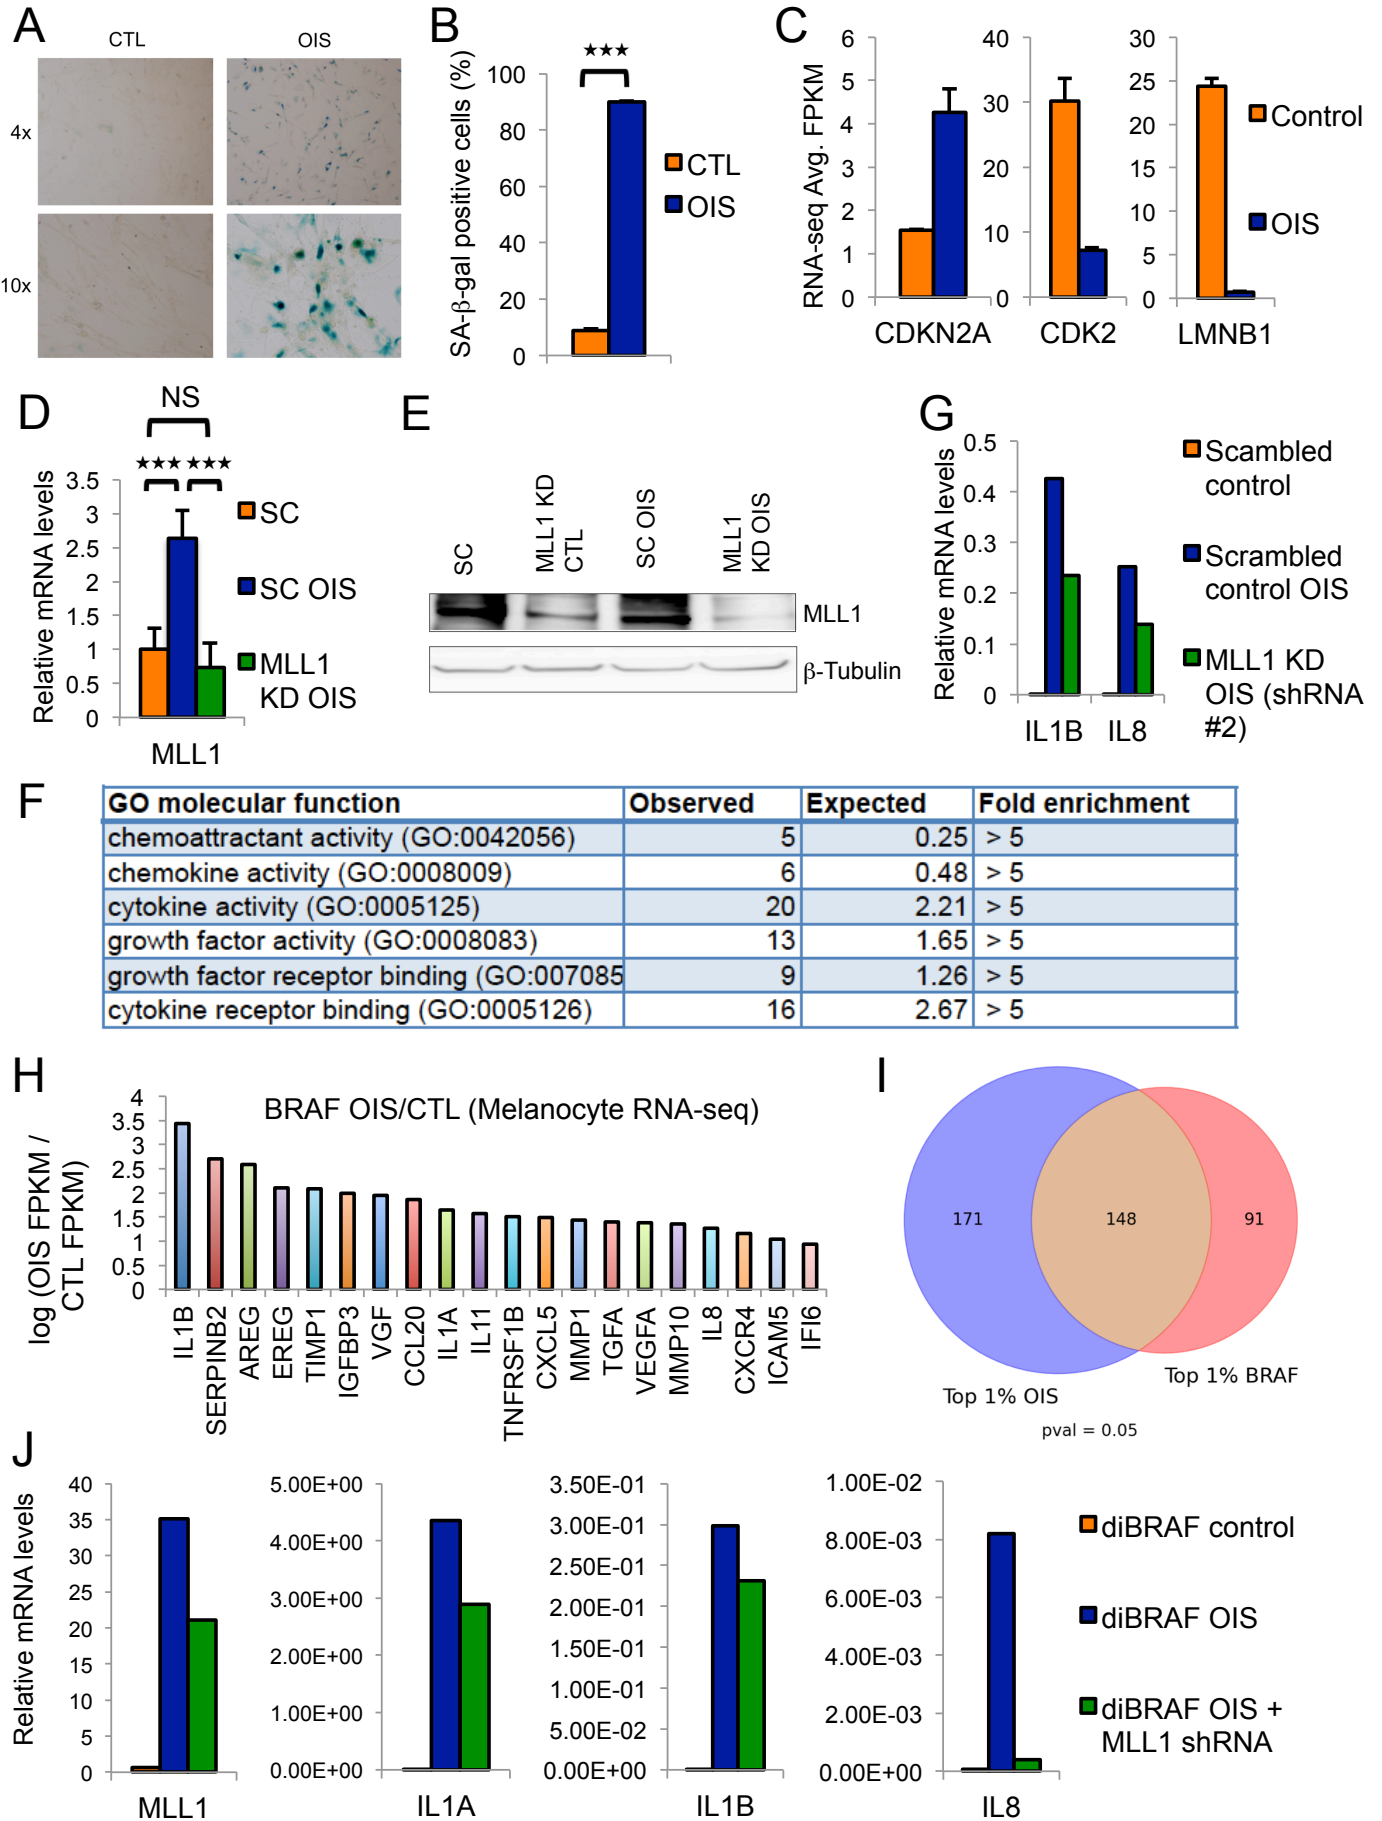 A
CTL
OIS
4x
10x
B
★★★
SA-β-gal positive cells (%)
100
80
60
40
20
0
CTL
OIS
C
RNA-seq Avg. FPKM
6
5
4
3
2
1
0
CDKN2A
40
30
20
10
0
CDK2
30
25
20
15
10
5
0
LMNB1
Control
OIS
D
NS
★★★ ★★★
Relative mRNA levels
3.5
3
2.5
2
1.5
1
0.5
0
MLL1
SC
SC OIS
MLL1
KD OIS
E
SC
MLL1 KD
CTL
SC OIS
MLL1
KD OIS
MLL1
β-Tubulin
G
Relative mRNA levels
0.5
0.4
0.3
0.2
0.1
0
IL1B IL8
Scambled
control
Scrambled
control OIS
MLL1 KD
OIS (shRNA
#2)
F
GO molecular function Observed Expected Fold enrichment
chemoattractant activity (GO:0042056) 5 0.25 > 5
chemokine activity (GO:0008009) 6 0.48 > 5
cytokine activity (GO:0005125) 20 2.21 > 5
growth factor activity (GO:0008083) 13 1.65 > 5
growth factor receptor binding (GO:007085 9 1.26 > 5
cytokine receptor binding (GO:0005126) 16 2.67 > 5
H
BRAF OIS/CTL (Melanocyte RNA-seq)
log (OIS FPKM /
CTL FPKM)
4
3.5
3
2.5
2
1.5
1
0.5
0
IL1B
SERPINB2
AREG
EREG
TIMP1
IGFBP3
VGF
CCL20
IL1A
IL11
TNFRSF1B
CXCL5
MMP1
TGFA
VEGFA
MMP10
IL8
CXCR4
ICAM5
IFI6
I
171
148
91
Top 1% OIS
Top 1% BRAF
pval = 0.05
J
Relative mRNA levels
40
35
30
25
20
15
10
5
0
MLL1
5.00E+00
4.00E+00
3.00E+00
2.00E+00
1.00E+00
0.00E+00
IL1A
3.50E-01
3.00E-01
2.50E-01
2.00E-01
1.50E-01
1.00E-01
5.00E-02
0.00E+00
IL1B
1.00E-02
8.00E-03
6.00E-03
4.00E-03
2.00E-03
0.00E+00
IL8
diBRAF control
diBRAF OIS
diBRAF OIS +
MLL1 shRNA